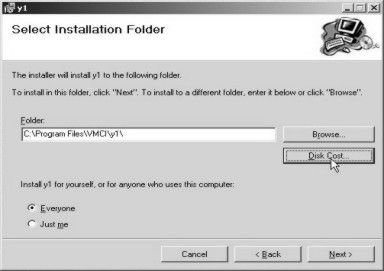 y1
Select Installation Folder
The installer will install y1 to the following folder.
To install in this folder, click "Next". To install to a different folder, enter it below or click "Browse".
Folder:
C:\Program Files\VMCI\y1\
Browse...
Disk Cost...
Install y1 for yourself, or for anyone who uses this computer:
Everyone
Just me
Cancel
< Back
Next >